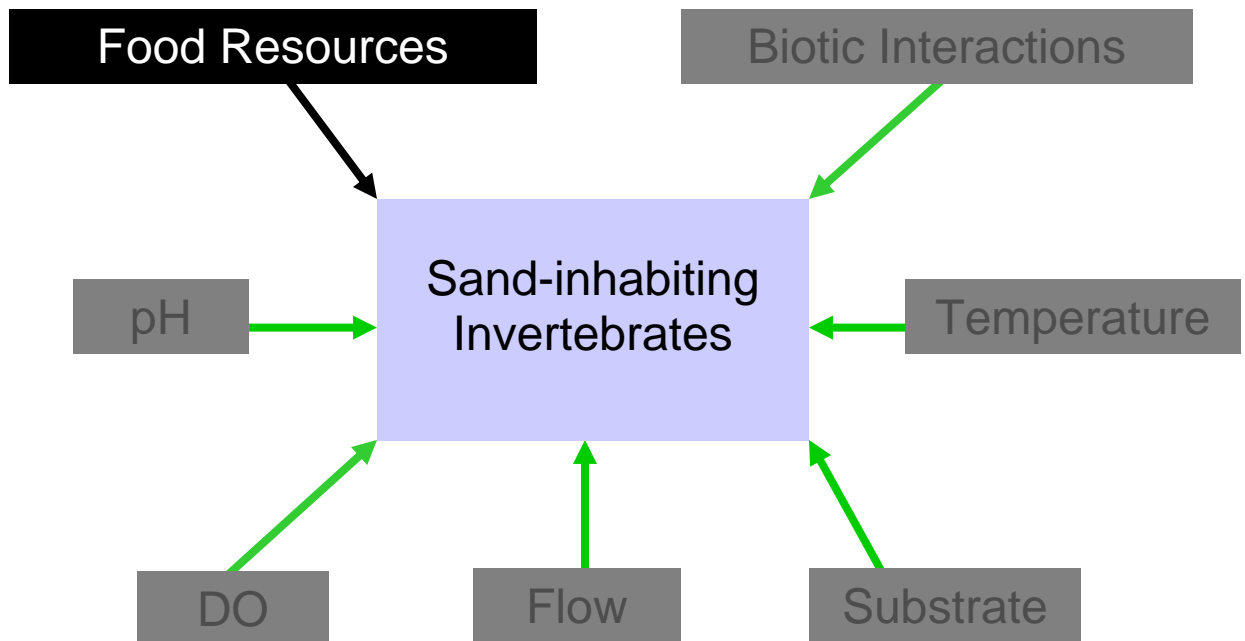 Food Resources
Biotic Interactions
Sand-inhabiting
Invertebrates
pH
Temperature
DO
Flow
Substrate